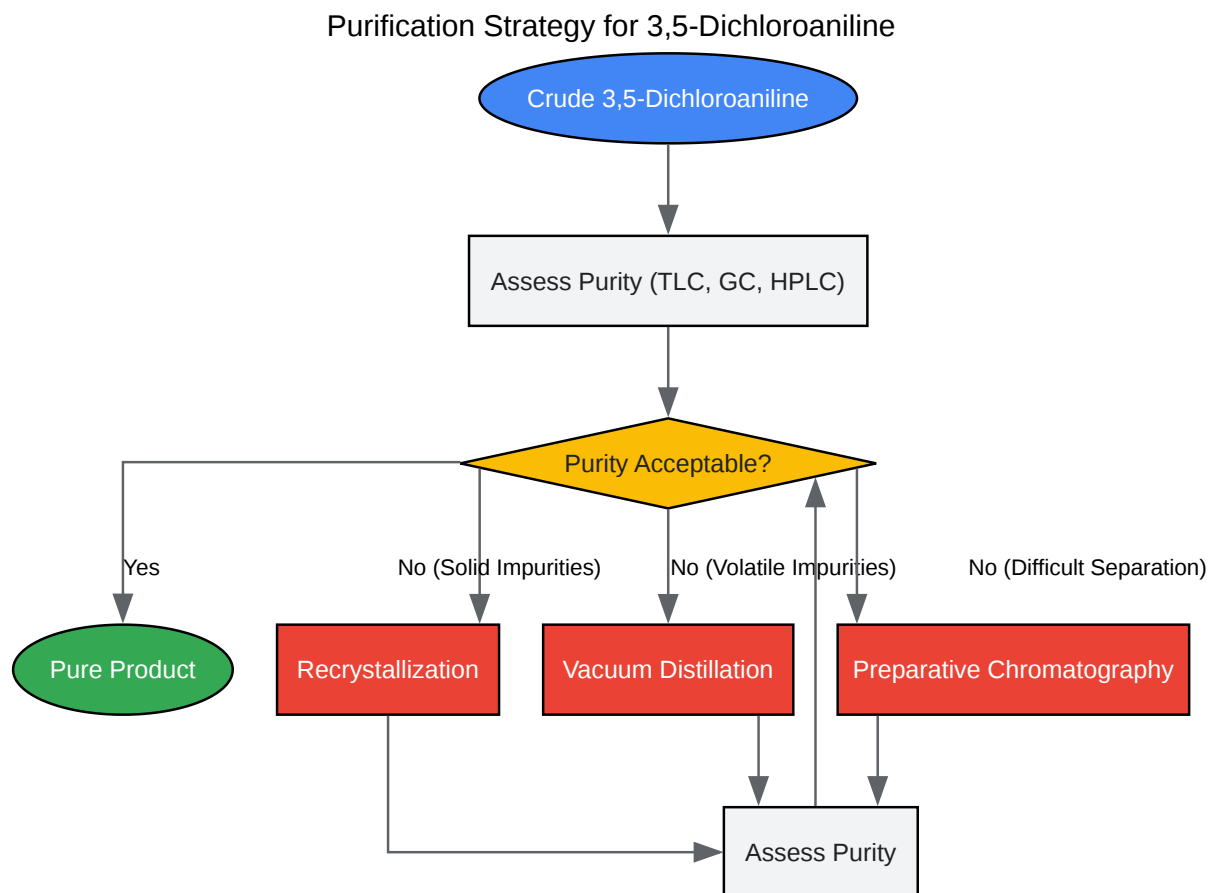 Purification Strategy for 3,5-Dichloroaniline
Crude 3,5-Dichloroaniline
Assess Purity (TLC, GC, HPLC)
Purity Acceptable?
Yes
No (Solid Impurities)
No (Volatile Impurities)
No (Difficult Separation)
Pure Product
Recrystallization
Vacuum Distillation
Preparative Chromatography
Assess Purity